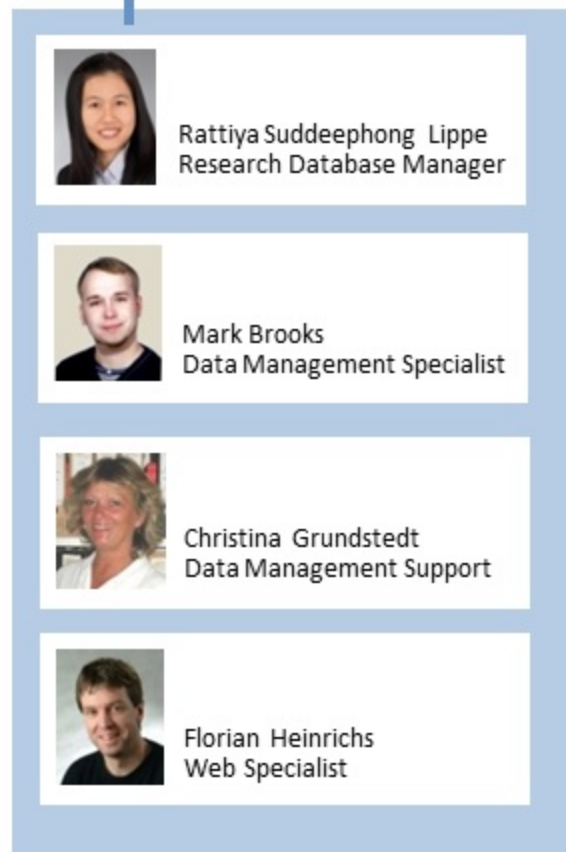 Rattiya Suddeephong Lippe
Research Database Manager
Mark Brooks
Data Management Specialist
Christina Grundstedt
Data Management Support
Florian Heinrichs
Web Specialist